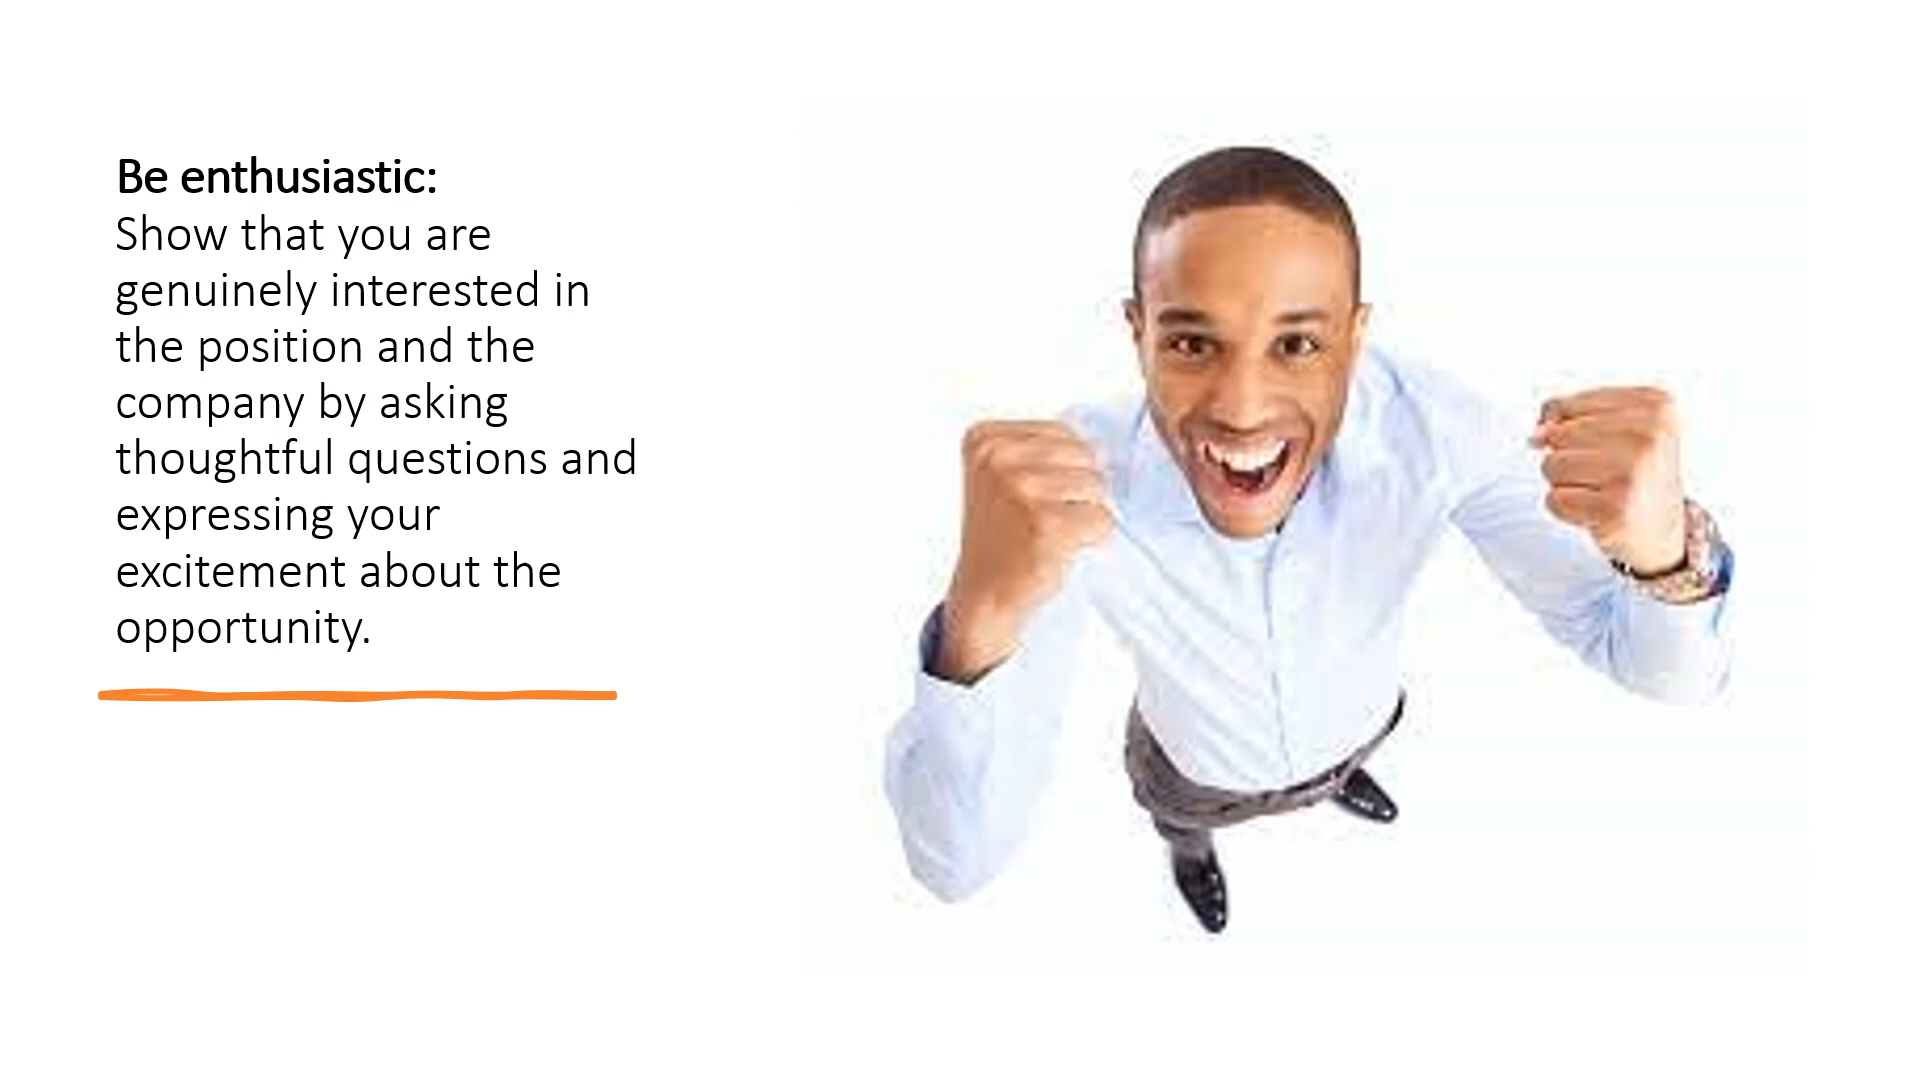 Be enthusiastic:
Show that you are
genuinely interested in
the position and the
company by asking
thoughtful questions and
expressing your
excitement about the
opportunity.